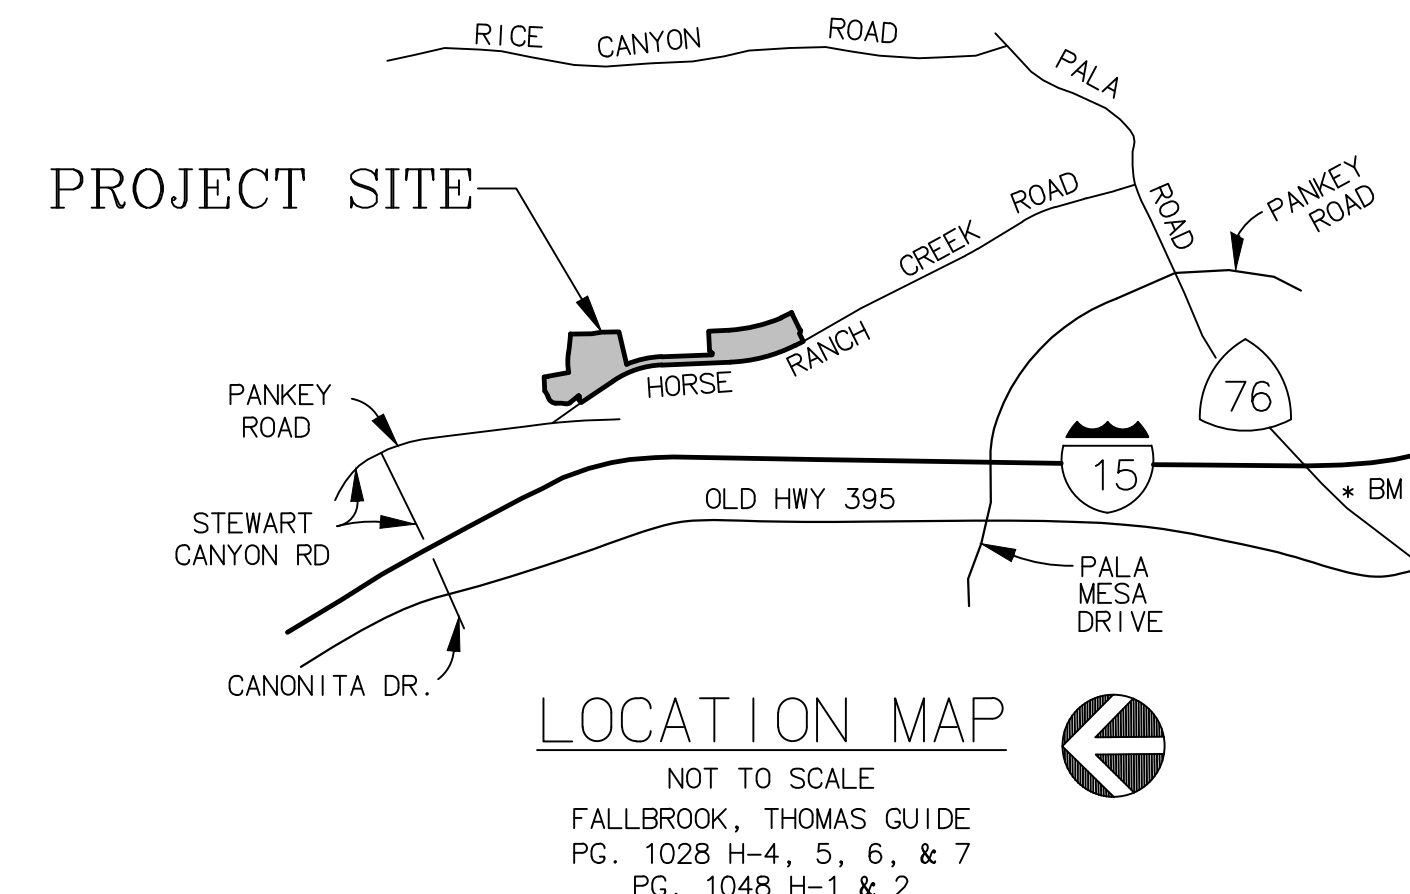 RICE CANYON ROAD
PALA
ROAD
PROJECT SITE
PANKEY
ROAD
HORSE
RANCH
CREEK
ROAD
76
PANKEY
ROAD
15
OLD HWY 395
* BM
STEWART
CANYON RD
PALA
MESA
DRIVE
CANONITA DR.
LOCATION MAP
NOT TO SCALE
FALLBROOK, THOMAS GUIDE
PG. 1028 H-4, 5, 6, & 7
PG. 1048 H-1 & 2